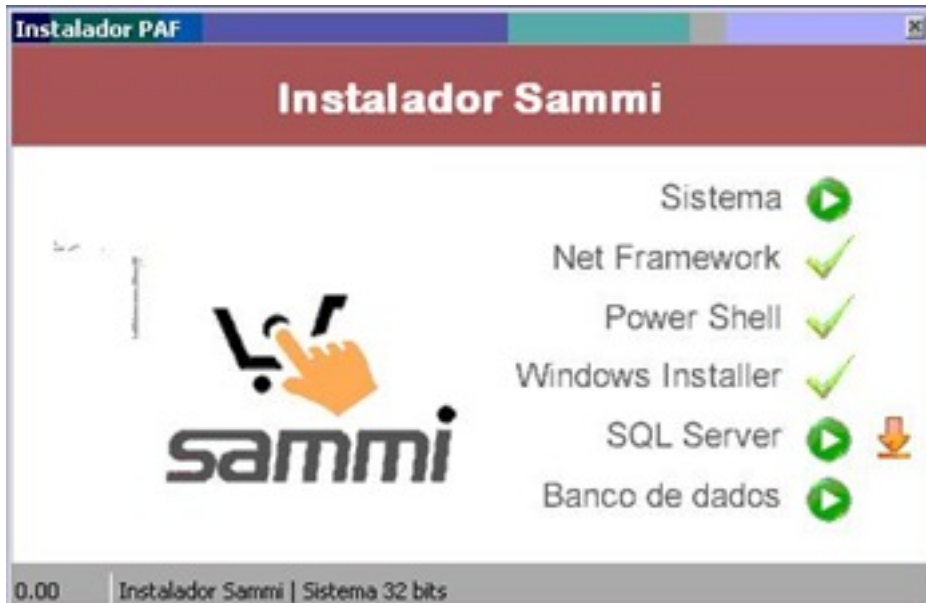 Instalador PAF
Instalador Sammi
Sistema
Net Framework
Power Shell
Windows Installer
SQL Server
Banco de dados
sammi
0.00 Instalador Sammi | Sistema 32 bits